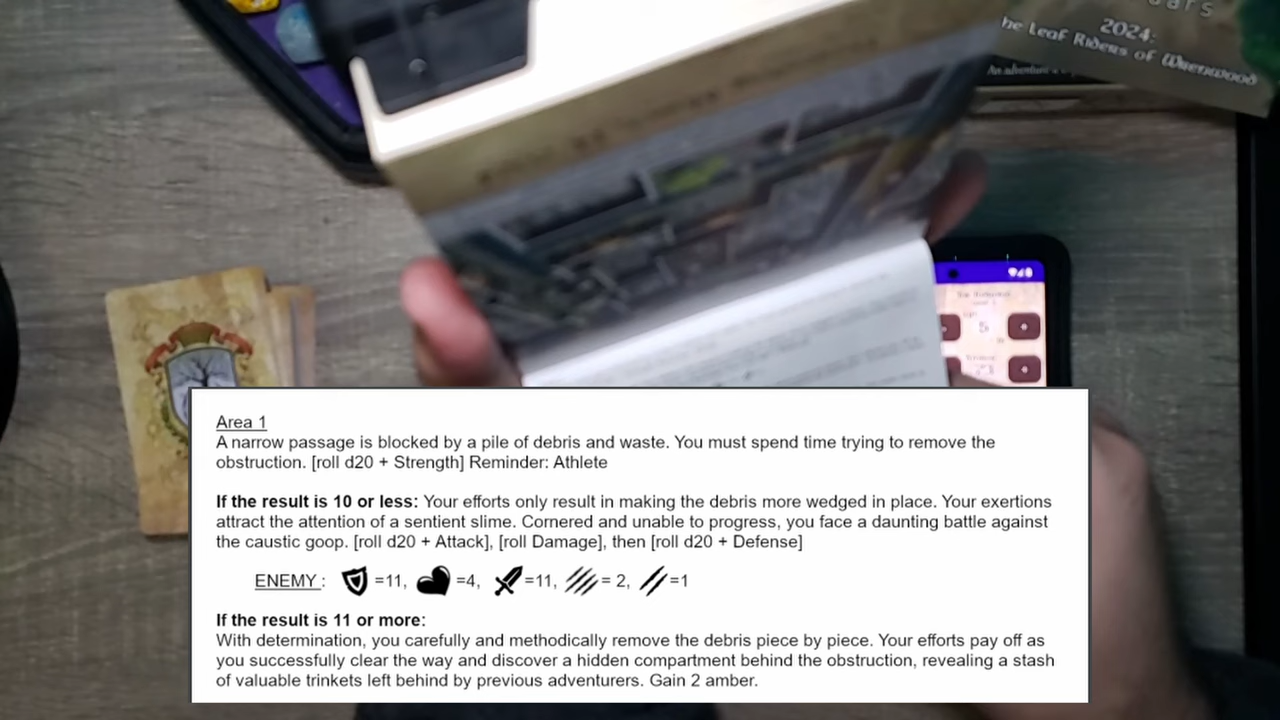 2024:
he Leaf Riders of Wrenwood
An adventure
Area 1
A narrow passage is blocked by a pile of debris and waste. You must spend time trying to remove the
obstruction. [roll d20 + Strength] Reminder: Athlete
If the result is 10 or less: Your efforts only result in making the debris more wedged in place. Your exertions
attract the attention of a sentient slime. Cornered and unable to progress, you face a daunting battle against
the caustic goop. [roll d20 + Attack], [roll Damage], then [roll d20 + Defense]
ENEMY : =11, =4, =11, = 2, =1
If the result is 11 or more:
With determination, you carefully and methodically remove the debris piece by piece. Your efforts pay off as
you successfully clear the way and discover a hidden compartment behind the obstruction, revealing a stash
of valuable trinkets left behind by previous adventurers. Gain 2 amber.